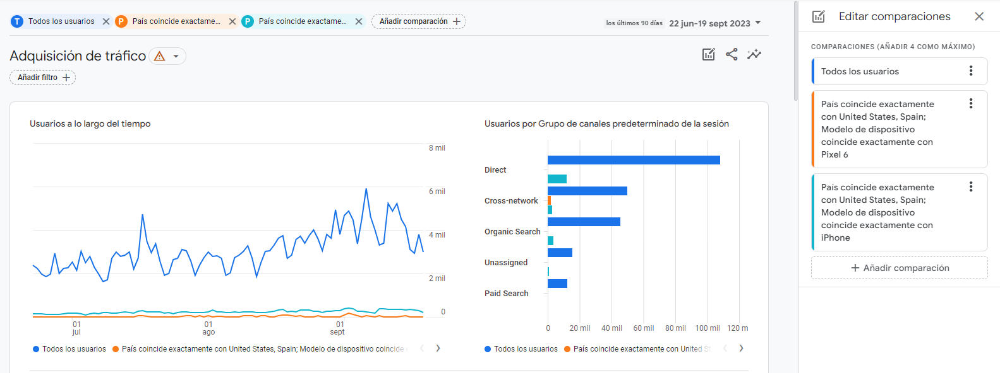 T Todos los usuarios
P País coincide exactame...
P País coincide exactame...
Añadir comparación
los últimos 90 días 22 jun-19 sept 2023
Adquisición de tráfico
Añadir filtro
Usuarios a lo largo del tiempo
8 mil
6 mil
4 mil
2 mil
0
01 jul
01 ago
01 sept
Todos los usuarios
País coincide exactamente con United States, Spain; Modelo de dispositivo coincide
Usuarios por Grupo de canales predeterminado de la sesión
Direct
Cross-network
Organic Search
Unassigned
Paid Search
0 20 mil 40 mil 60 mil 80 mil 100 mil 120 m
Todos los usuarios
País coincide exactamente con United St
Editar comparaciones
COMPARACIONES (AÑADIR 4 COMO MÁXIMO)
Todos los usuarios
País coincide exactamente
con United States, Spain;
Modelo de dispositivo
coincide exactamente con
Pixel 6
País coincide exactamente
con United States, Spain;
Modelo de dispositivo
coincide exactamente con
iPhone
+ Añadir comparación